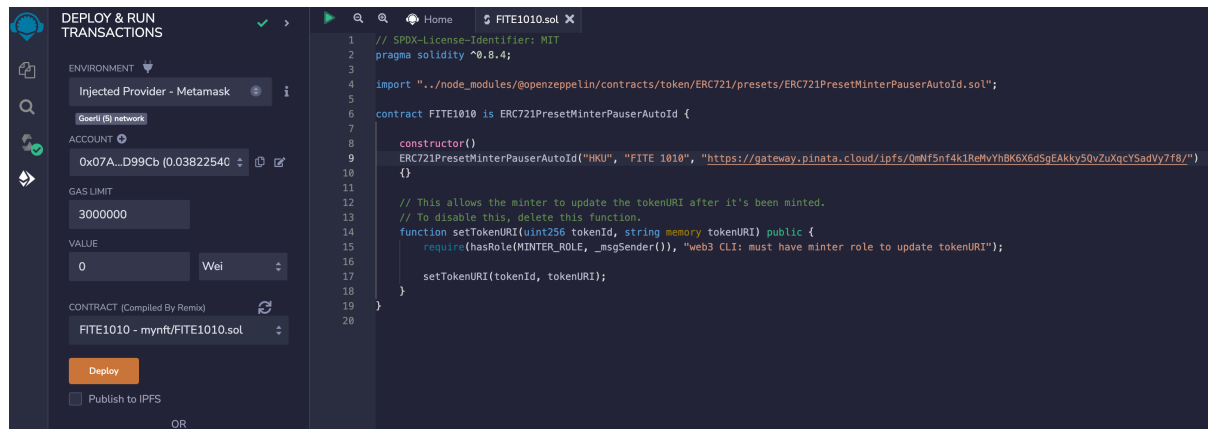 DEPLOY & RUN
TRANSACTIONS
ENVIRONMENT
Injected Provider - Metamask
Goerli (5) network
ACCOUNT
0x07A...D99Cb (0.03822540
GAS LIMIT
3000000
VALUE
0 Wei
CONTRACT (Compiled By Remix)
FITE1010 - mynft/FITE1010.sol
Deploy
Publish to IPFS
OR
Home FITE1010.sol
1 // SPDX-License-Identifier: MIT
2 pragma solidity ^0.8.4;
3
4 import "../node_modules/@openzeppelin/contracts/token/ERC721/presets/ERC721PresetMinterPauserAutoId.sol";
5
6 contract FITE1010 is ERC721PresetMinterPauserAutoId {
7
8 constructor()
9 ERC721PresetMinterPauserAutoId("HKU", "FITE 1010", "https://gateway.pinata.cloud/ipfs/QmNf5nf4k1ReMvYhBK6X6dSgEAkky5QvZuXqcYSadVy7f8/")
10 {}
11
12 // This allows the minter to update the tokenURI after it's been minted.
13 // To disable this, delete this function.
14 function setTokenURI(uint256 tokenId, string memory tokenURI) public {
15 require(hasRole(MINTER_ROLE, _msgSender()), "web3 CLI: must have minter role to update tokenURI");
16
17 setTokenURI(tokenId, tokenURI);
18 }
19 }
20